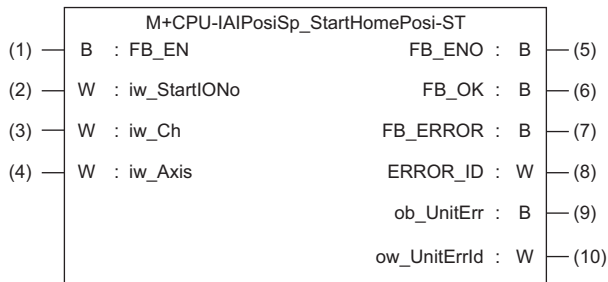 M+CPU-IAIPosiSp_StartHomePosi-ST
(1) B : FB_EN FB_ENO : B (5)
(2) W : iw_StartIONo FB_OK : B (6)
(3) W : iw_Ch FB_ERROR : B (7)
(4) W : iw_Axis ERROR_ID : W (8)
ob_UnitErr : B (9)
ow_UnitErrId : W (10)